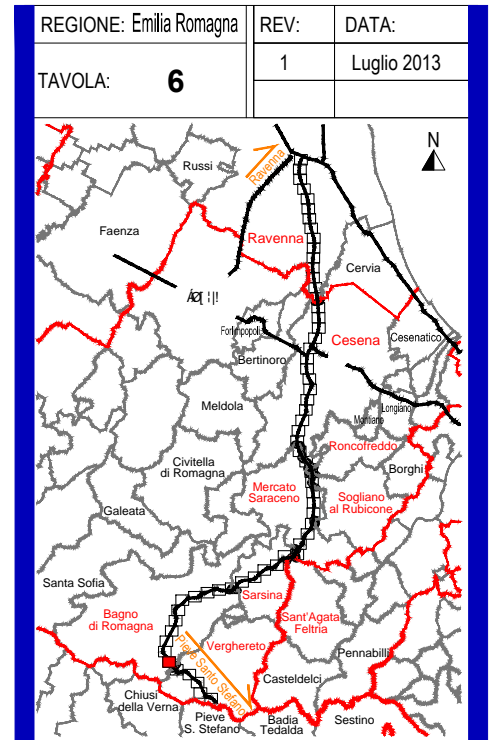 REGIONE: Emilia Romagna
REV:
DATA:
TAVOLA:
6
1
Luglio 2013
N
Russi
Ravenna
Faenza
Ravenna
Cervia
Forlimpopoli
Cesena
Cesenatico
Bertinoro
Meldola
Longiano
Montiano
Roncofreddo
Civitella
di Romagna
Borghi
Mercato
Saraceno
Sogliano
al Rubicone
Galeata
Santa Sofia
Sarsina
Bagno
di Romagna
Sant'Agata
Feltria
Verghereto
Pieve Santo Stefano
Pennabilli
Casteldelci
Chiusi
della Verna
Pieve
S. Stefano
Badia
Tedalda
Sestino